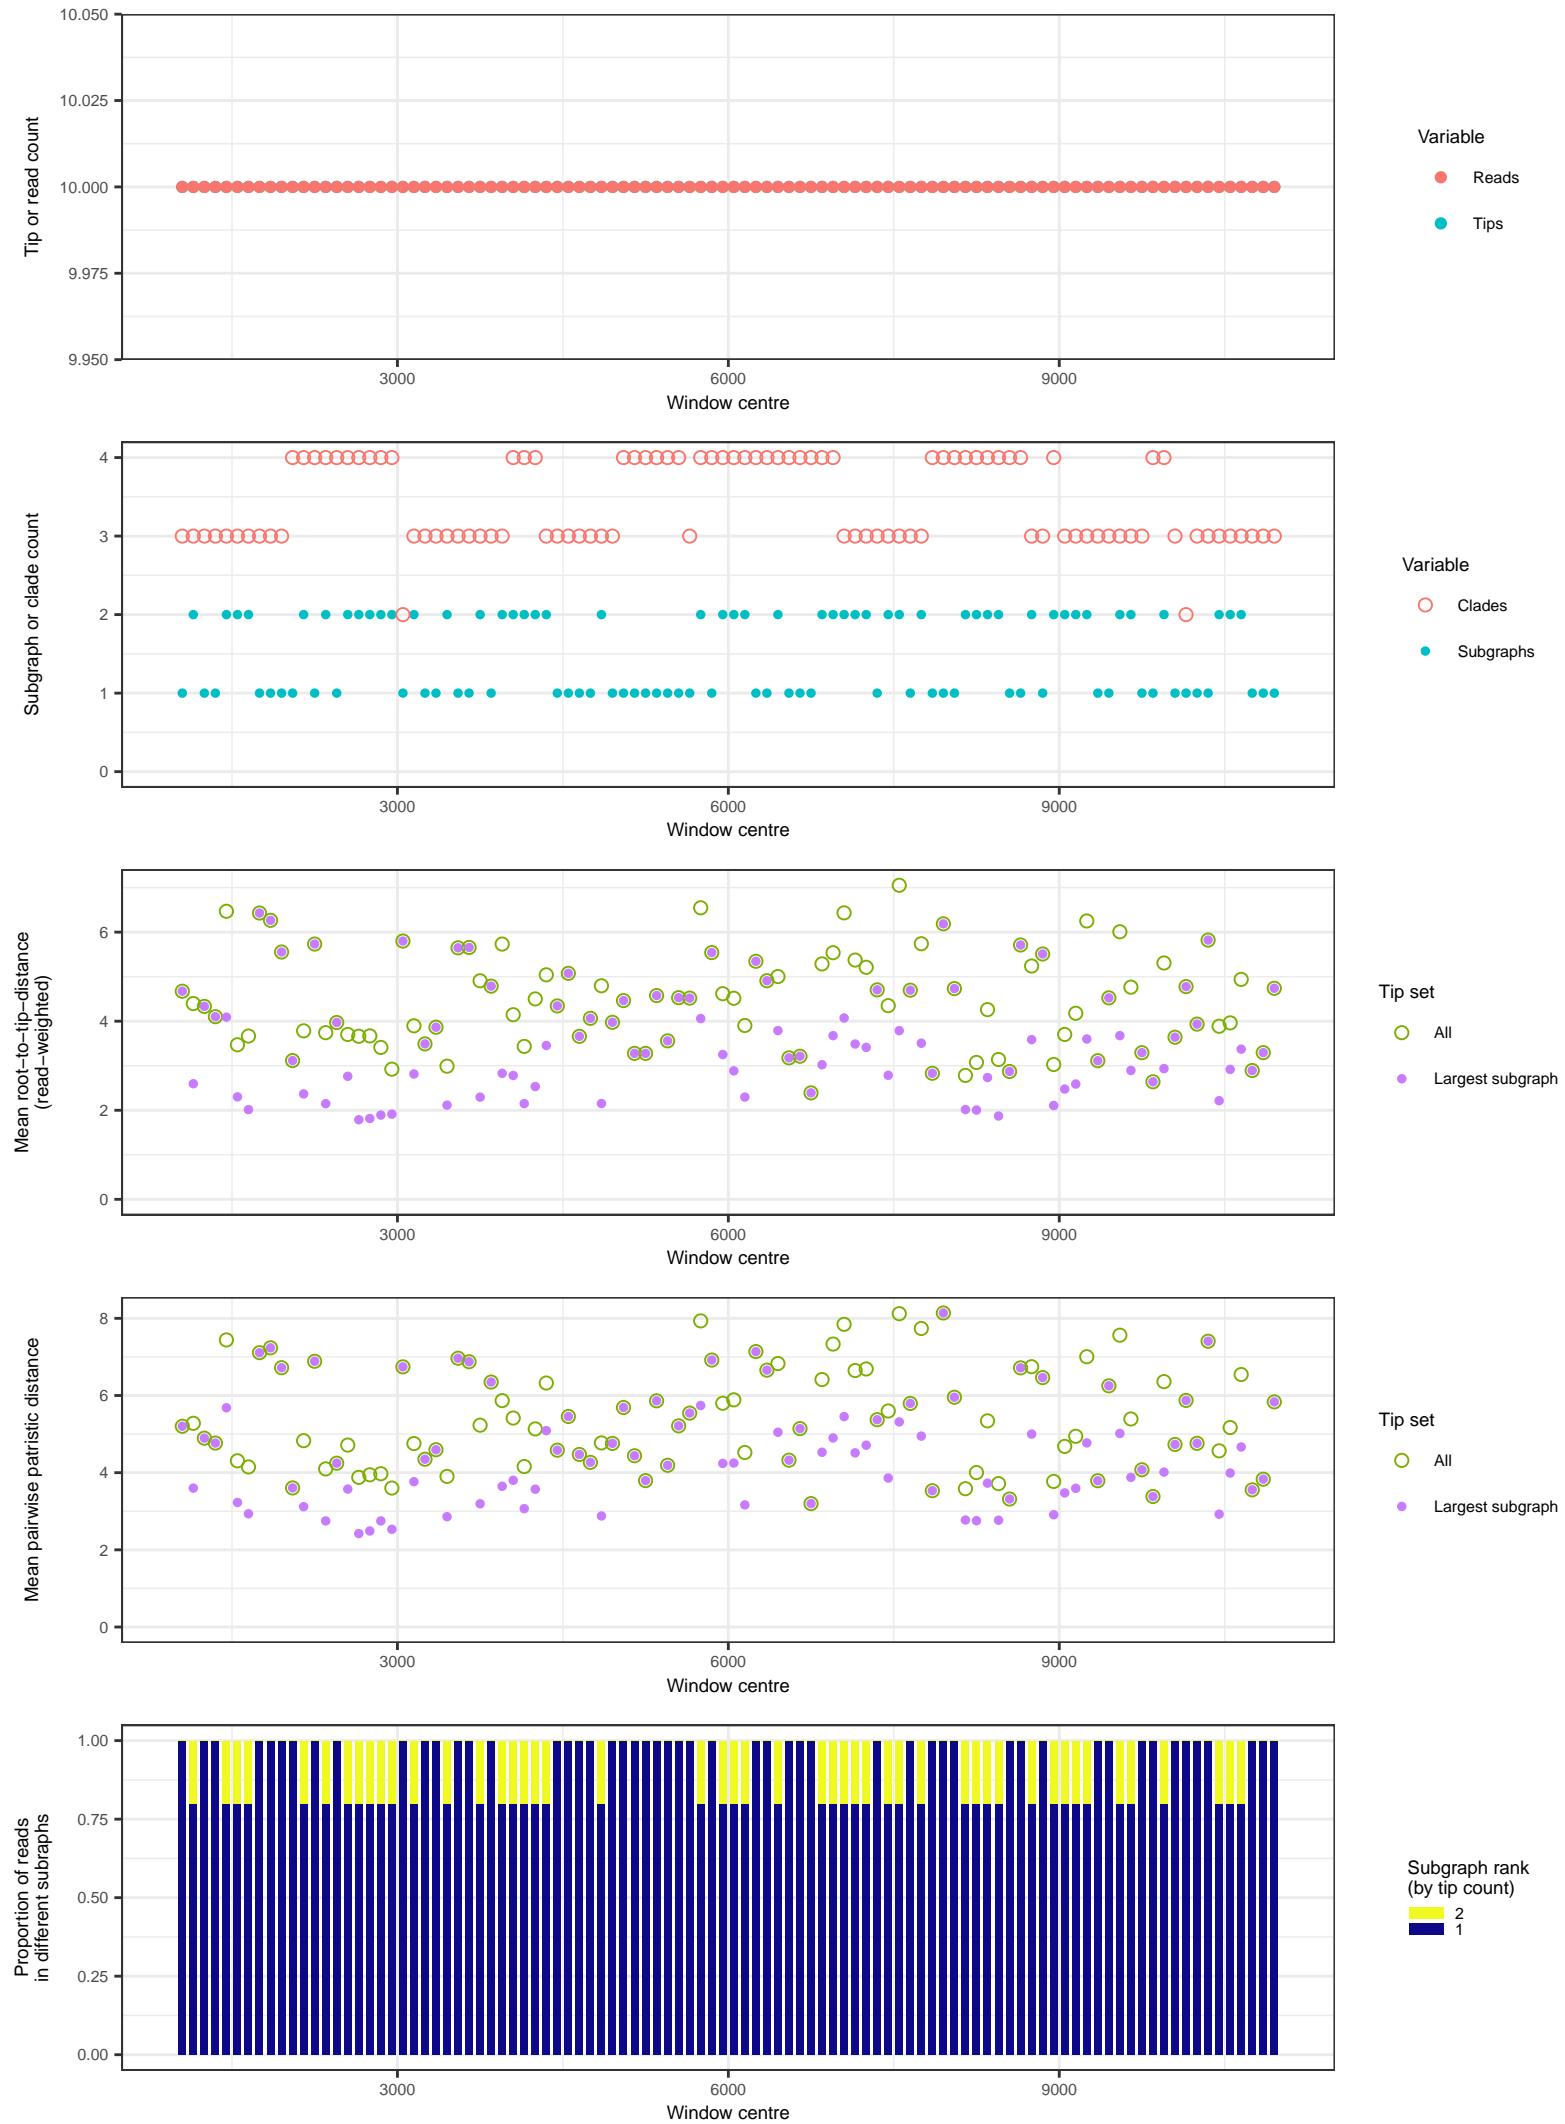 10.050
10.025
10.000
9.975
9.950
Tip or read count
3000 6000 9000
Window centre
Variable
Reads
Tips
4
3
2
1
0
Subgraph or clade count
3000 6000 9000
Window centre
Variable
Clades
Subgraphs
6
4
2
0
Mean root−to−tip−distance
(read−weighted)
3000 6000 9000
Window centre
Tip set
All
Largest subgraph
8
6
4
2
0
Mean pairwise patristic distance
3000 6000 9000
Window centre
Tip set
All
Largest subgraph
1.00
0.75
0.50
0.25
0.00
Proportion of reads
in different subraphs
3000 6000 9000
Window centre
Subgraph rank
(by tip count)
2
1